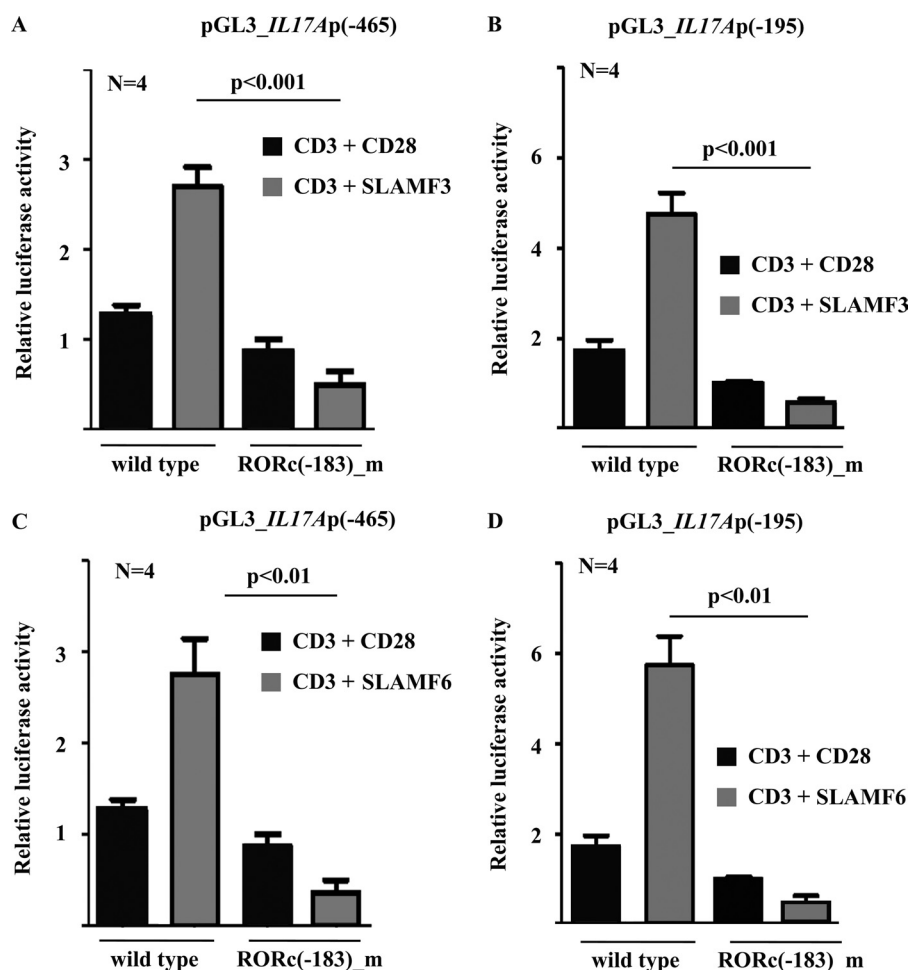 A
pGL3_IL17Ap(-465)
N=4
p<0.001
CD3 + CD28
CD3 + SLAMF3
Relative luciferase activity
3
2
1
wild type
RORc(-183)_m
B
pGL3_IL17Ap(-195)
N=4
p<0.001
CD3 + CD28
CD3 + SLAMF3
Relative luciferase activity
6
4
2
wild type
RORc(-183)_m
C
pGL3_IL17Ap(-465)
N=4
p<0.01
CD3 + CD28
CD3 + SLAMF6
Relative luciferase activity
3
2
1
wild type
RORc(-183)_m
D
pGL3_IL17Ap(-195)
N=4
p<0.01
CD3 + CD28
CD3 + SLAMF6
Relative luciferase activity
6
4
2
wild type
RORc(-183)_m